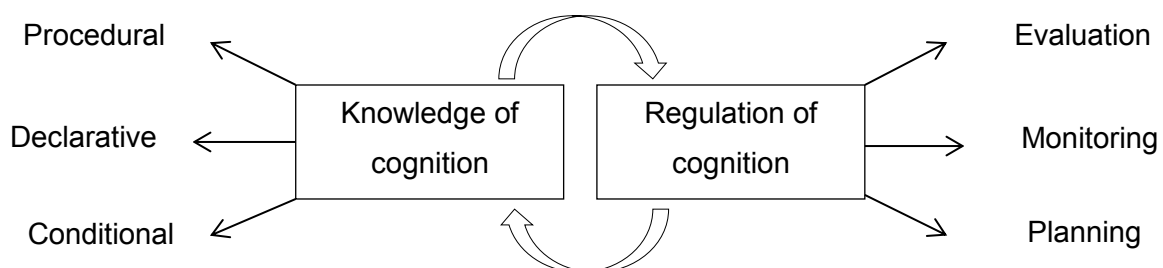 Procedural
Declarative
Conditional
Knowledge of
cognition
Regulation of
cognition
Evaluation
Monitoring
Planning